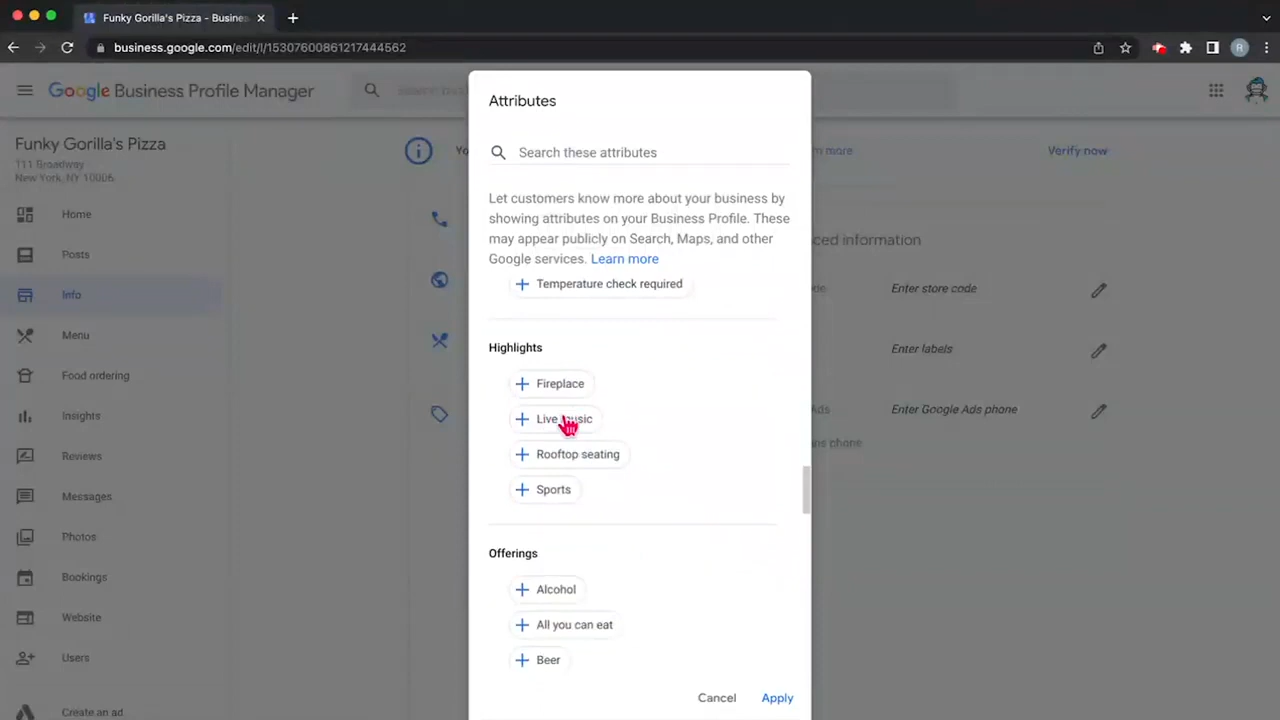 Funky Gorilla's Pizza - Busines
business.google.com/edit/l/15307600861217444562
R
Google Business Profile Manager
Funky Gorilla's Pizza
111 Broadway
New York, NY 10006
Home
Posts
Info
Menu
Food ordering
Insights
Reviews
Messages
Photos
Bookings
Website
Users
Create an ad
Attributes
Search these attributes
Let customers know more about your business by
showing attributes on your Business Profile. These
may appear publicly on Search, Maps, and other
Google services. Learn more
Temperature check required
Highlights
Fireplace
Live music
Rooftop seating
Sports
Offerings
Alcohol
All you can eat
Beer
Cancel
Apply
more
Verify now
information
Enter store code
Enter labels
Ads
Enter Google Ads phone
phone